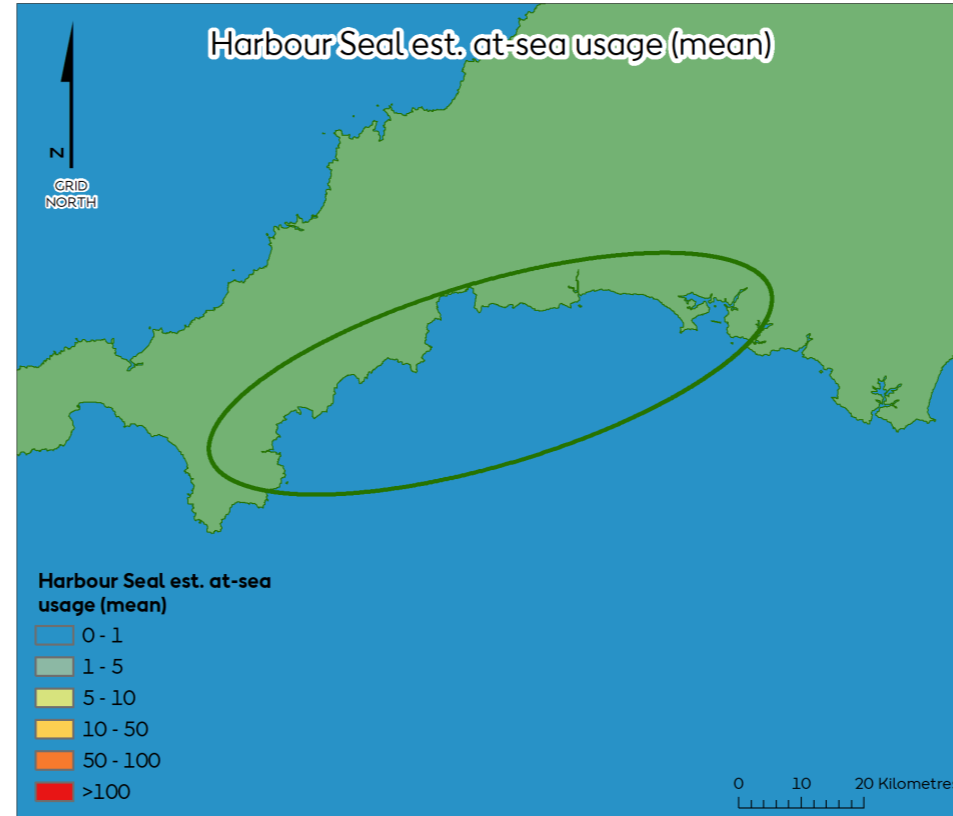 Harbour Seal est. at-sea usage (mean)
N
GRID
NORTH
Harbour Seal est. at-sea
usage (mean)
0 - 1
1 - 5
5 - 10
10 - 50
50 - 100
>100
0 10 20 Kilometre